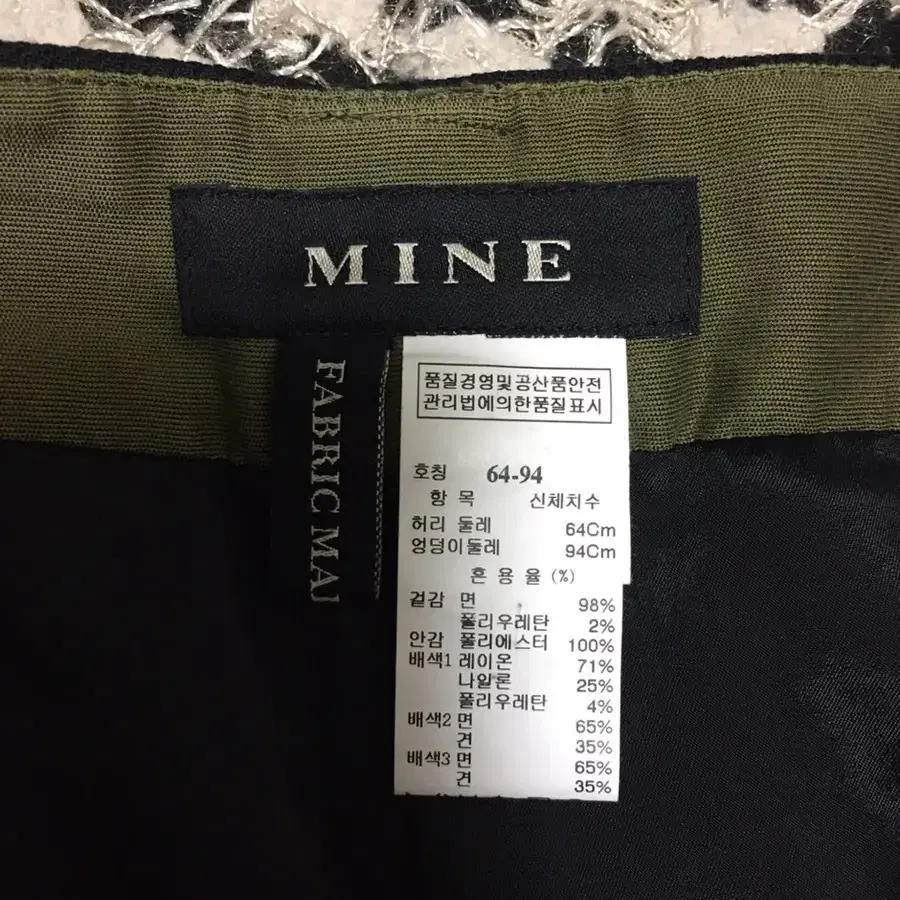 MINE
FABRIC MA
품질경영및공산품안전
관리법에의한품질표시
호칭 64-94
항 목 신체치수
허리 둘레 64Cm
엉덩이둘레 94Cm
혼 용 율 (%)
겉감 면 98%
폴리우레탄 2%
안감 폴리에스터 100%
배색1 레이온 71%
나일론 25%
폴리우레탄 4%
배색2 면 65%
견 35%
배색3 면 65%
견 35%